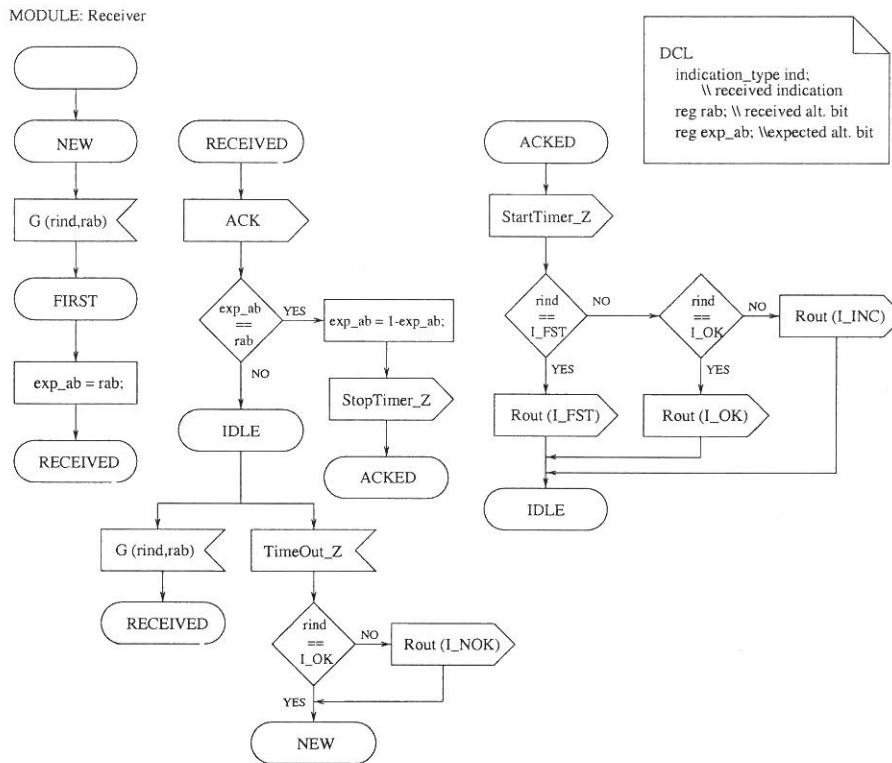 MODULE: Receiver
NEW
G (rind,rab)
FIRST
exp_ab = rab;
RECEIVED
RECEIVED
ACK
exp_ab
==
rab
YES
NO
exp_ab = 1-exp_ab;
StopTimer_Z
ACKED
IDLE
G (rind,rab)
RECEIVED
TimeOut_Z
rind
==
I_OK
NO
Rout (I_NOK)
YES
NEW
ACKED
StartTimer_Z
rind
==
I_FST
NO
YES
Rout (I_FST)
rind
==
I_OK
NO
YES
Rout (I_OK)
Rout (I_INC)
IDLE
DCL
indication_type ind;
\\ received indication
reg rab; \\ received alt. bit
reg exp_ab; \\expected alt. bit